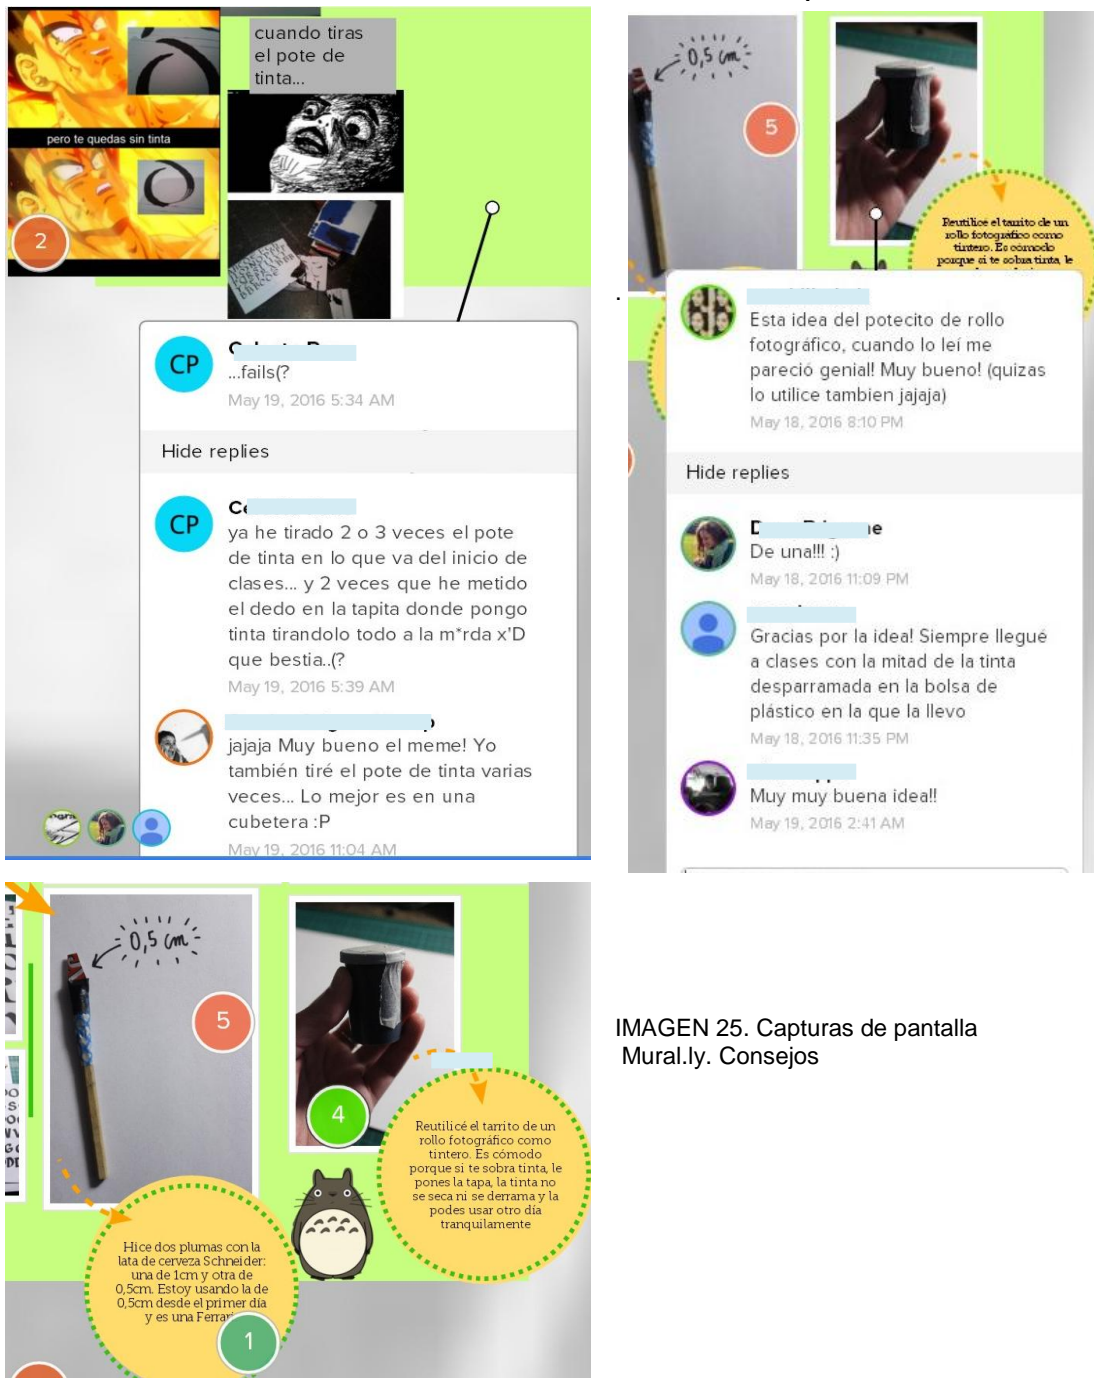 cuando tiras
el pote de
tinta...
pero te quedas sin tinta
2
CP
...fails(?
May 19, 2016 5:34 AM
Hide replies
CP
ya he tirado 2 o 3 veces el pote
de tinta en lo que va del inicio de
clases... y 2 veces que he metido
el dedo en la tapita donde pongo
tinta tirandolo todo a la m*rda x'D
que bestia..(?
May 19, 2016 5:39 AM
jajaja Muy bueno el meme! Yo
también tiré el pote de tinta varias
veces... Lo mejor es en una
cubetera :P
May 19, 2016 11:04 AM
0,5 cm
5
Reutilicé el tarrito de un
rollo fotográfico como
tintero. Es cómodo
porque si te sobra tinta, le
Esta idea del potecito de rollo
fotográfico, cuando lo leí me
pareció genial! Muy bueno! (quizas
lo utilice tambien jajaja)
May 18, 2016 8:10 PM
Hide replies
De una!!! :)
May 18, 2016 11:09 PM
Gracias por la idea! Siempre llegué
a clases con la mitad de la tinta
desparramada en la bolsa de
plástico en la que la llevo
May 18, 2016 11:35 PM
Muy muy buena idea!!
May 19, 2016 2:41 AM
0,5 cm
5
4
Reutilicé el tarrito de un
rollo fotográfico como
tintero. Es cómodo
porque si te sobra tinta, le
pones la tapa, la tinta no
se seca ni se derrama y la
podes usar otro día
tranquilamente
Hice dos plumas con la
lata de cerveza Schneider:
una de 1cm y otra de
0,5cm. Estoy usando la de
0,5cm desde el primer día
y es una Ferrari
1
IMAGEN 25. Capturas de pantalla
Mural.ly. Consejos